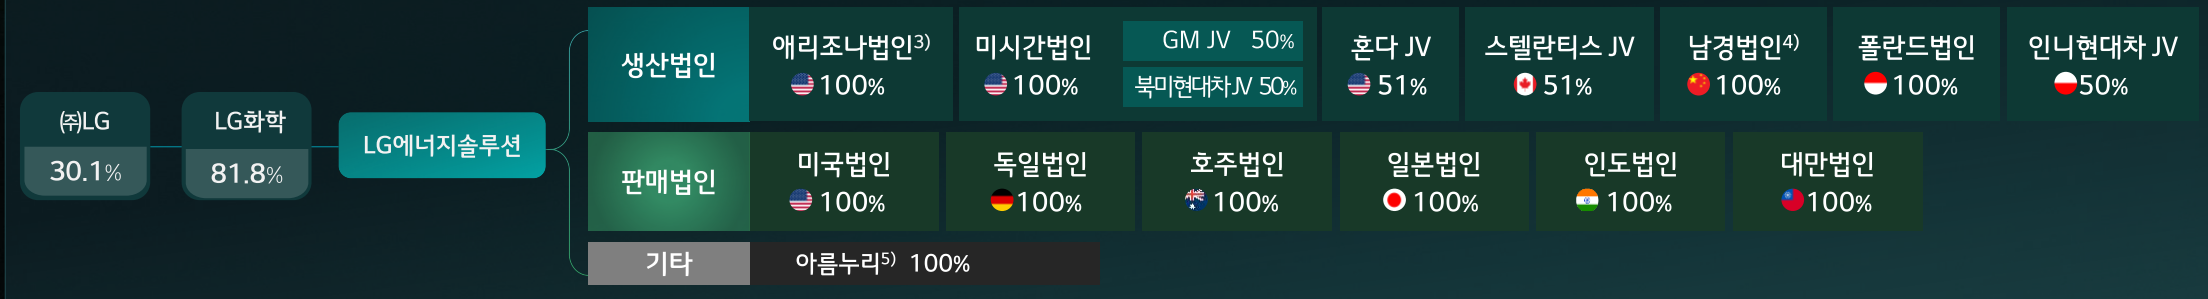 ㈜LG
30.1%
LG화학
81.8%
LG에너지솔루션
생산법인
애리조나법인3)
100%
미시간법인
100%
GM JV 50%
북미현대차JV 50%
혼다 JV
51%
스텔란티스 JV
51%
남경법인4)
100%
폴란드법인
100%
인니현대차 JV
50%
판매법인
미국법인
100%
독일법인
100%
호주법인
100%
일본법인
100%
인도법인
100%
대만법인
100%
기타
아름누리5) 100%